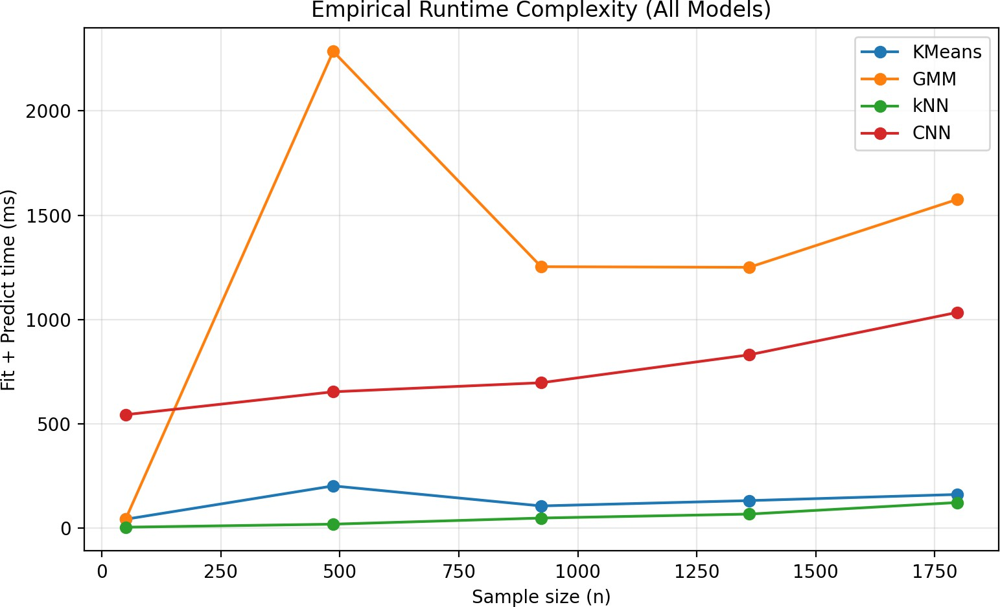 Empirical Runtime Complexity (All Models)
KMeans
GMM
kNN
CNN
Fit + Predict time (ms)
2000
1500
1000
500
0
0 250 500 750 1000 1250 1500 1750
Sample size (n)